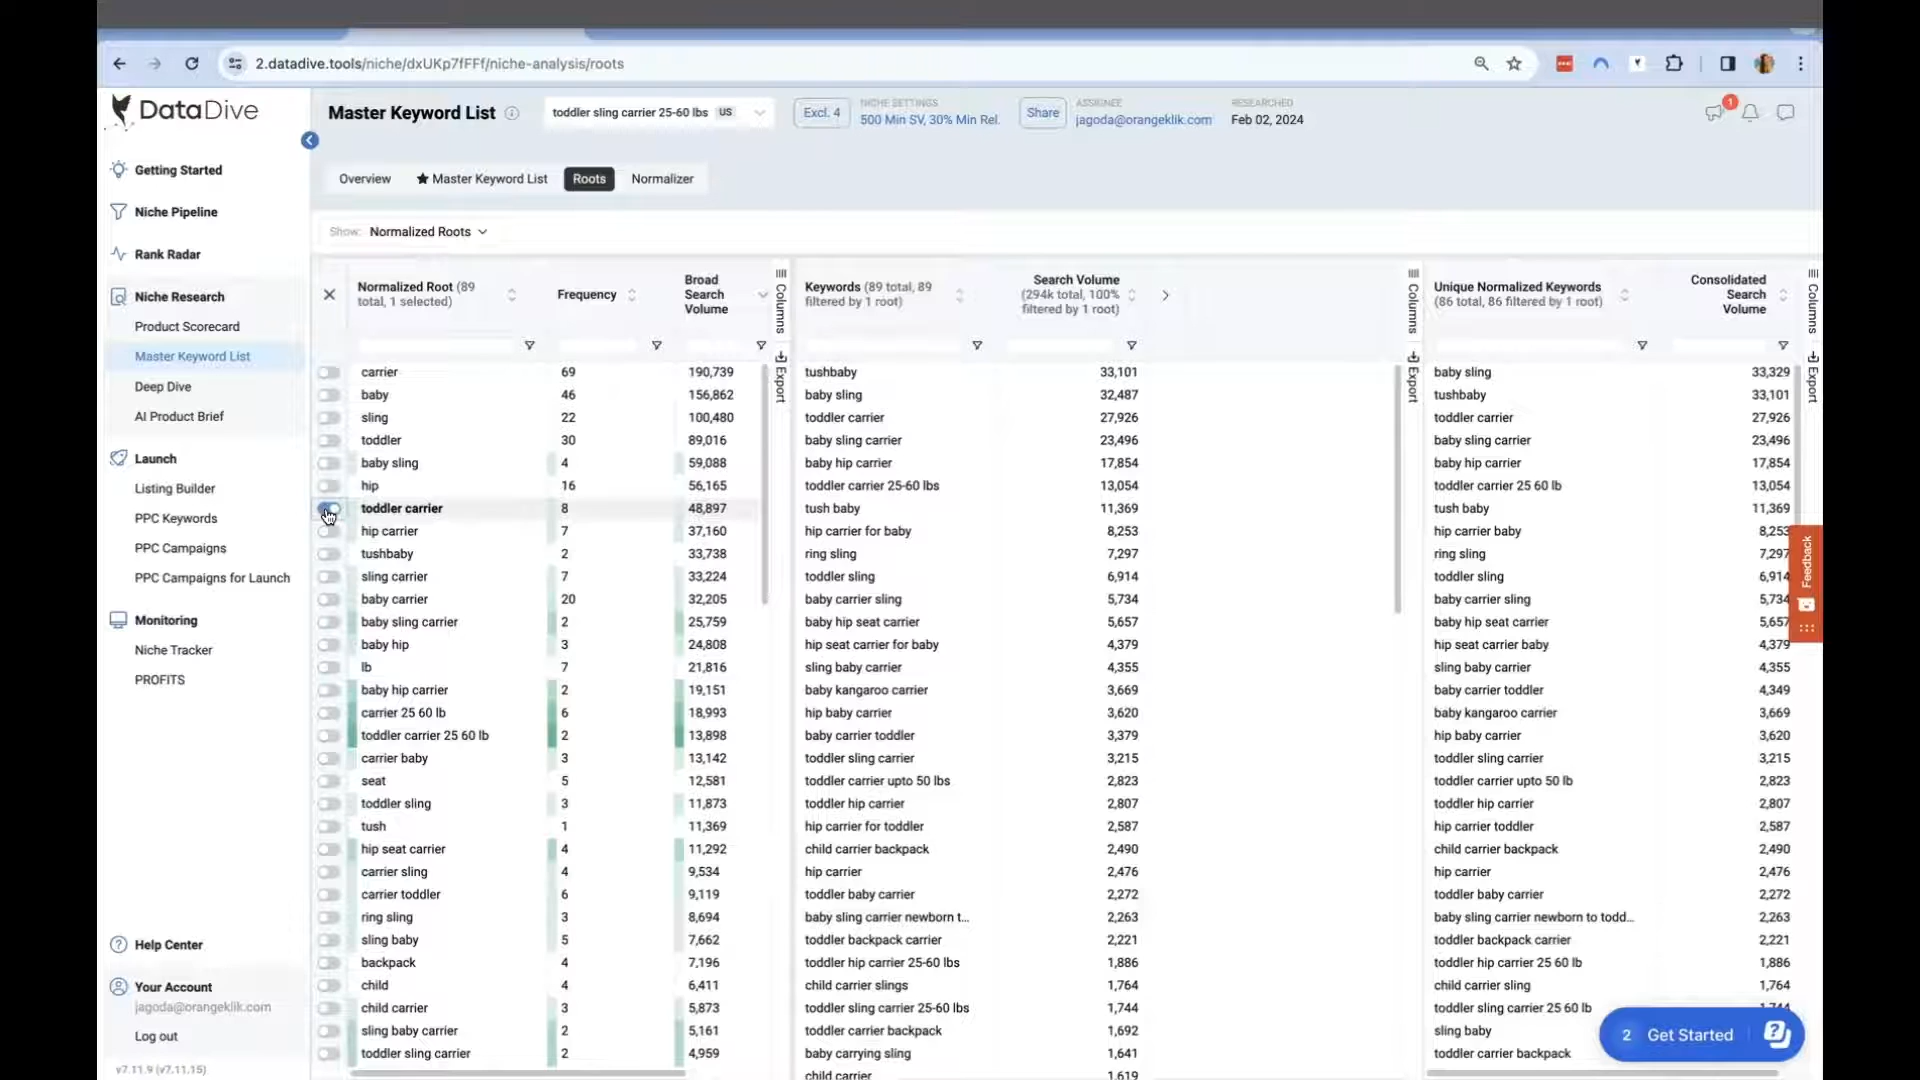 2.datadive.tools/niche/dxUKp7fFFf/niche-analysis/roots
DataDive
Master Keyword List
toddler sling carrier 25-60 lbs US
Excl. 4
NICHE SETTINGS
500 Min SV, 30% Min Rel.
Share
ASSIGNEE
jagoda@orangeklik.com
RESEARCHED
Feb 02, 2024
1
Getting Started
Niche Pipeline
Rank Radar
Niche Research
Product Scorecard
Master Keyword List
Deep Dive
AI Product Brief
Launch
Listing Builder
PPC Keywords
PPC Campaigns
PPC Campaigns for Launch
Monitoring
Niche Tracker
PROFITS
Help Center
Your Account
jagoda@orangeklik.com
Log out
v7.11.9 (v7.11.15)
Overview
Master Keyword List
Roots
Normalizer
Show: Normalized Roots
Normalized Root (89 total, 1 selected)
Frequency
Broad Search Volume
carrier 69 190,739
baby 46 156,862
sling 22 100,480
toddler 30 89,016
baby sling 4 59,088
hip 16 56,165
toddler carrier 8 48,897
hip carrier 7 37,160
tushbaby 2 33,738
sling carrier 7 33,224
baby carrier 20 32,205
baby sling carrier 2 25,759
baby hip 3 24,808
lb 7 21,816
baby hip carrier 2 19,151
carrier 25 60 lb 6 18,993
toddler carrier 25 60 lb 2 13,898
carrier baby 3 13,142
seat 5 12,581
toddler sling 3 11,873
tush 1 11,369
hip seat carrier 4 11,292
carrier sling 4 9,534
carrier toddler 6 9,119
ring sling 3 8,694
sling baby 5 7,662
backpack 4 7,196
child 4 6,411
child carrier 3 5,873
sling baby carrier 2 5,161
toddler sling carrier 2 4,959
Columns
Export
Keywords (89 total, 89 filtered by 1 root)
Search Volume (294k total, 100% filtered by 1 root)
tushbaby 33,101
baby sling 32,487
toddler carrier 27,926
baby sling carrier 23,496
baby hip carrier 17,854
toddler carrier 25-60 lbs 13,054
tush baby 11,369
hip carrier for baby 8,253
ring sling 7,297
toddler sling 6,914
baby carrier sling 5,734
baby hip seat carrier 5,657
hip seat carrier for baby 4,379
sling baby carrier 4,355
baby kangaroo carrier 3,669
hip baby carrier 3,620
baby carrier toddler 3,379
toddler sling carrier 3,215
toddler carrier upto 50 lbs 2,823
toddler hip carrier 2,807
hip carrier for toddler 2,587
child carrier backpack 2,490
hip carrier 2,476
toddler baby carrier 2,272
baby sling carrier newborn t... 2,263
toddler backpack carrier 2,221
toddler hip carrier 25-60 lbs 1,886
child carrier slings 1,764
toddler sling carrier 25-60 lbs 1,744
toddler carrier backpack 1,692
baby carrying sling 1,641
child carrier 1,619
Columns
Export
Unique Normalized Keywords (86 total, 86 filtered by 1 root)
Consolidated Search Volume
baby sling 33,329
tushbaby 33,101
toddler carrier 27,926
baby sling carrier 23,496
baby hip carrier 17,854
toddler carrier 25 60 lb 13,054
tush baby 11,369
hip carrier baby 8,253
ring sling 7,297
toddler sling 6,914
baby carrier sling 5,734
baby hip seat carrier 5,657
hip seat carrier baby 4,379
sling baby carrier 4,355
baby carrier toddler 4,349
baby kangaroo carrier 3,669
hip baby carrier 3,620
toddler sling carrier 3,215
toddler carrier upto 50 lb 2,823
toddler hip carrier 2,807
hip carrier toddler 2,587
child carrier backpack 2,490
hip carrier 2,476
toddler baby carrier 2,272
baby sling carrier newborn to todd... 2,263
toddler backpack carrier 2,221
toddler hip carrier 25 60 lb 1,886
child carrier sling 1,764
toddler sling carrier 25 60 lb 1,744
sling baby
toddler carrier backpack
Columns
Export
Feedback
2 Get Started